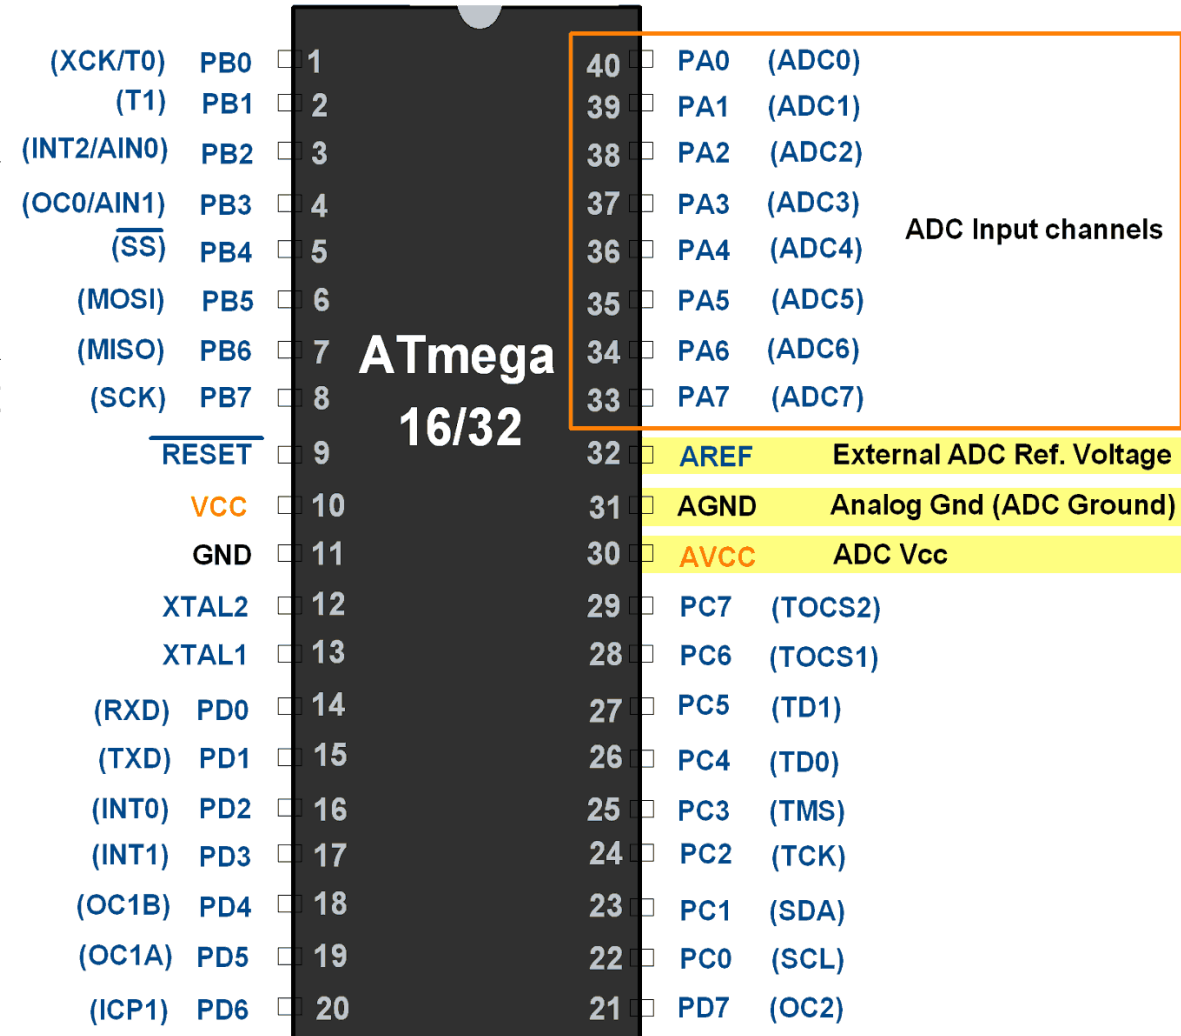 (XCK/T0) PB0 1 40 PA0 (ADC0)
(T1) PB1 2 39 PA1 (ADC1)
(INT2/AIN0) PB2 3 38 PA2 (ADC2)
(OC0/AIN1) PB3 4 37 PA3 (ADC3)
ADC Input channels
(SS) PB4 5 36 PA4 (ADC4)
(MOSI) PB5 6 35 PA5 (ADC5)
(MISO) PB6 7 34 PA6 (ADC6)
ATmega
16/32
(SCK) PB7 8 33 PA7 (ADC7)
RESET 9 32 AREF External ADC Ref. Voltage
VCC 10 31 AGND Analog Gnd (ADC Ground)
GND 11 30 AVCC ADC Vcc
XTAL2 12 29 PC7 (TOCS2)
XTAL1 13 28 PC6 (TOCS1)
(RXD) PD0 14 27 PC5 (TD1)
(TXD) PD1 15 26 PC4 (TD0)
(INT0) PD2 16 25 PC3 (TMS)
(INT1) PD3 17 24 PC2 (TCK)
(OC1B) PD4 18 23 PC1 (SDA)
(OC1A) PD5 19 22 PC0 (SCL)
(ICP1) PD6 20 21 PD7 (OC2)